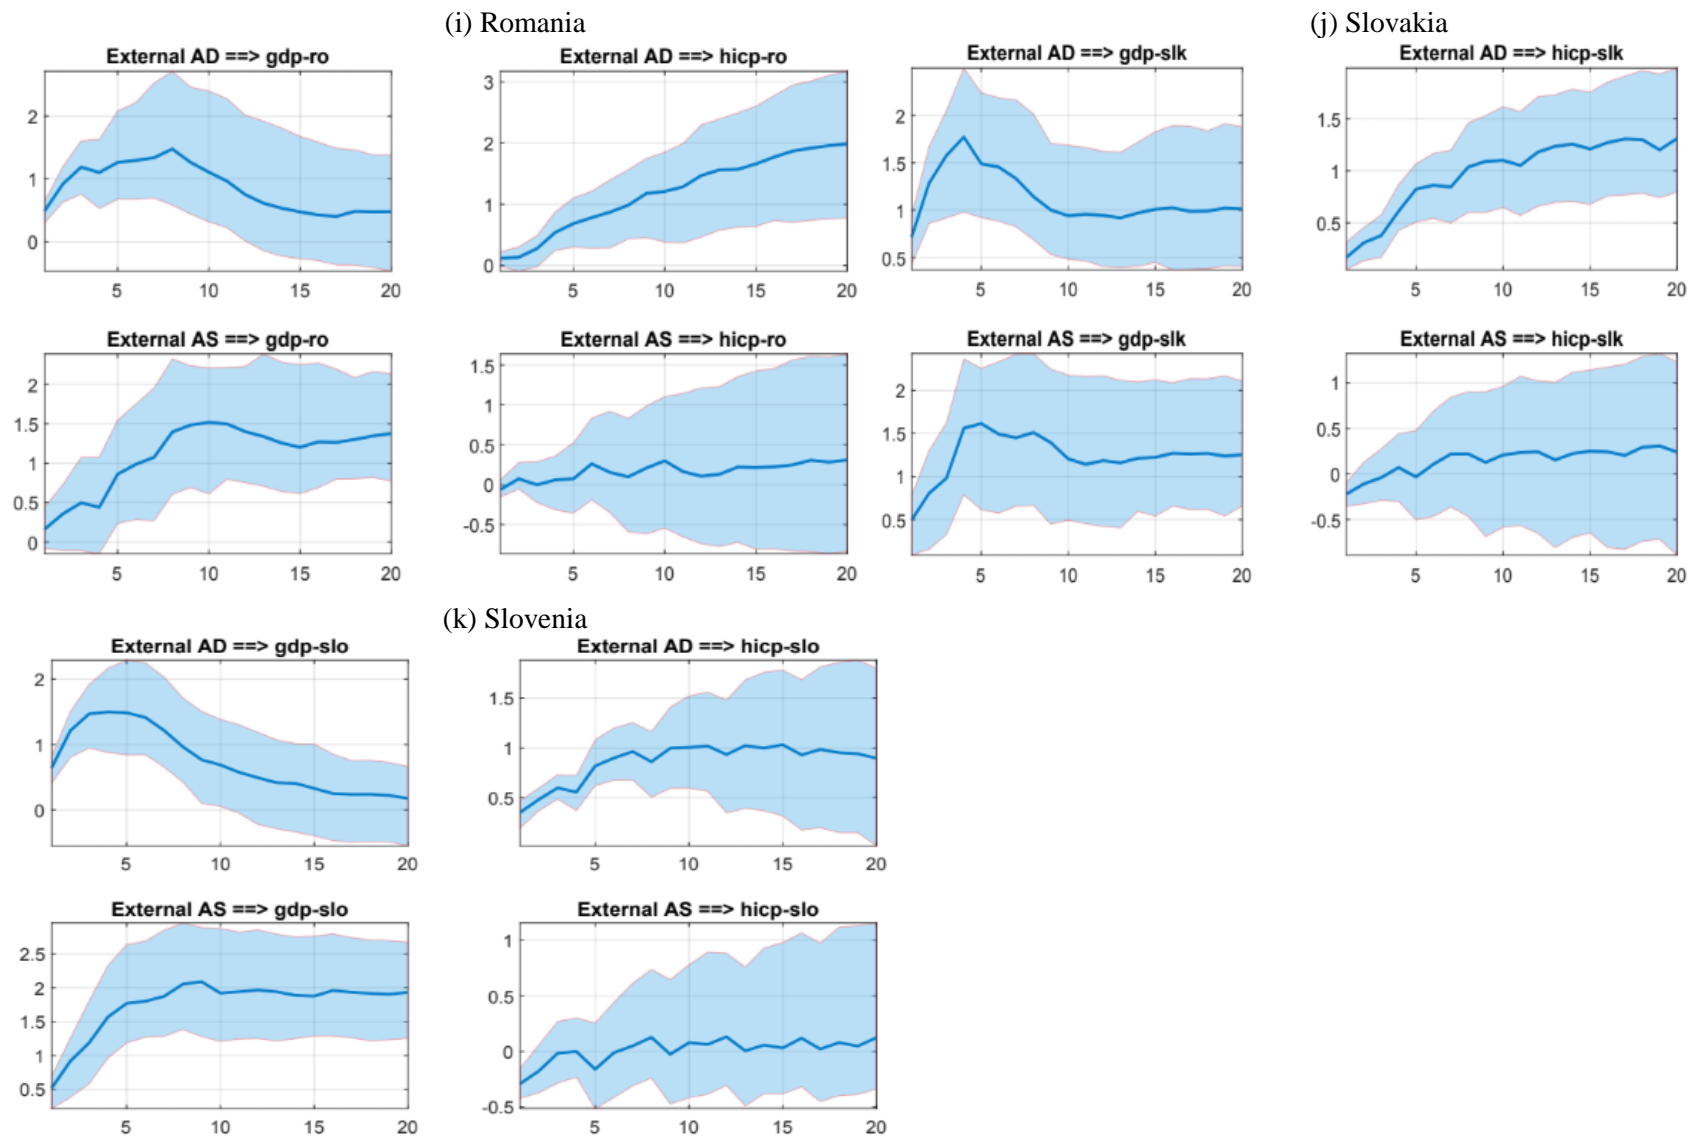 (i) Romania
(j) Slovakia
External AD ==> gdp-ro
External AD ==> hicp-ro
External AD ==> gdp-slk
External AD ==> hicp-slk
2
1
0
5 10 15 20
3
2
1
0
5 10 15 20
2
1.5
1
0.5
5 10 15 20
1.5
1
0.5
5 10 15 20
External AS ==> gdp-ro
External AS ==> hicp-ro
External AS ==> gdp-slk
External AS ==> hicp-slk
2
1.5
1
0.5
0
5 10 15 20
1.5
1
0.5
0
-0.5
5 10 15 20
2
1.5
1
0.5
5 10 15 20
1
0.5
0
-0.5
5 10 15 20
(k) Slovenia
External AD ==> gdp-slo
External AD ==> hicp-slo
2
1
0
5 10 15 20
1.5
1
0.5
5 10 15 20
External AS ==> gdp-slo
External AS ==> hicp-slo
2.5
2
1.5
1
0.5
5 10 15 20
1
0.5
0
-0.5
5 10 15 20